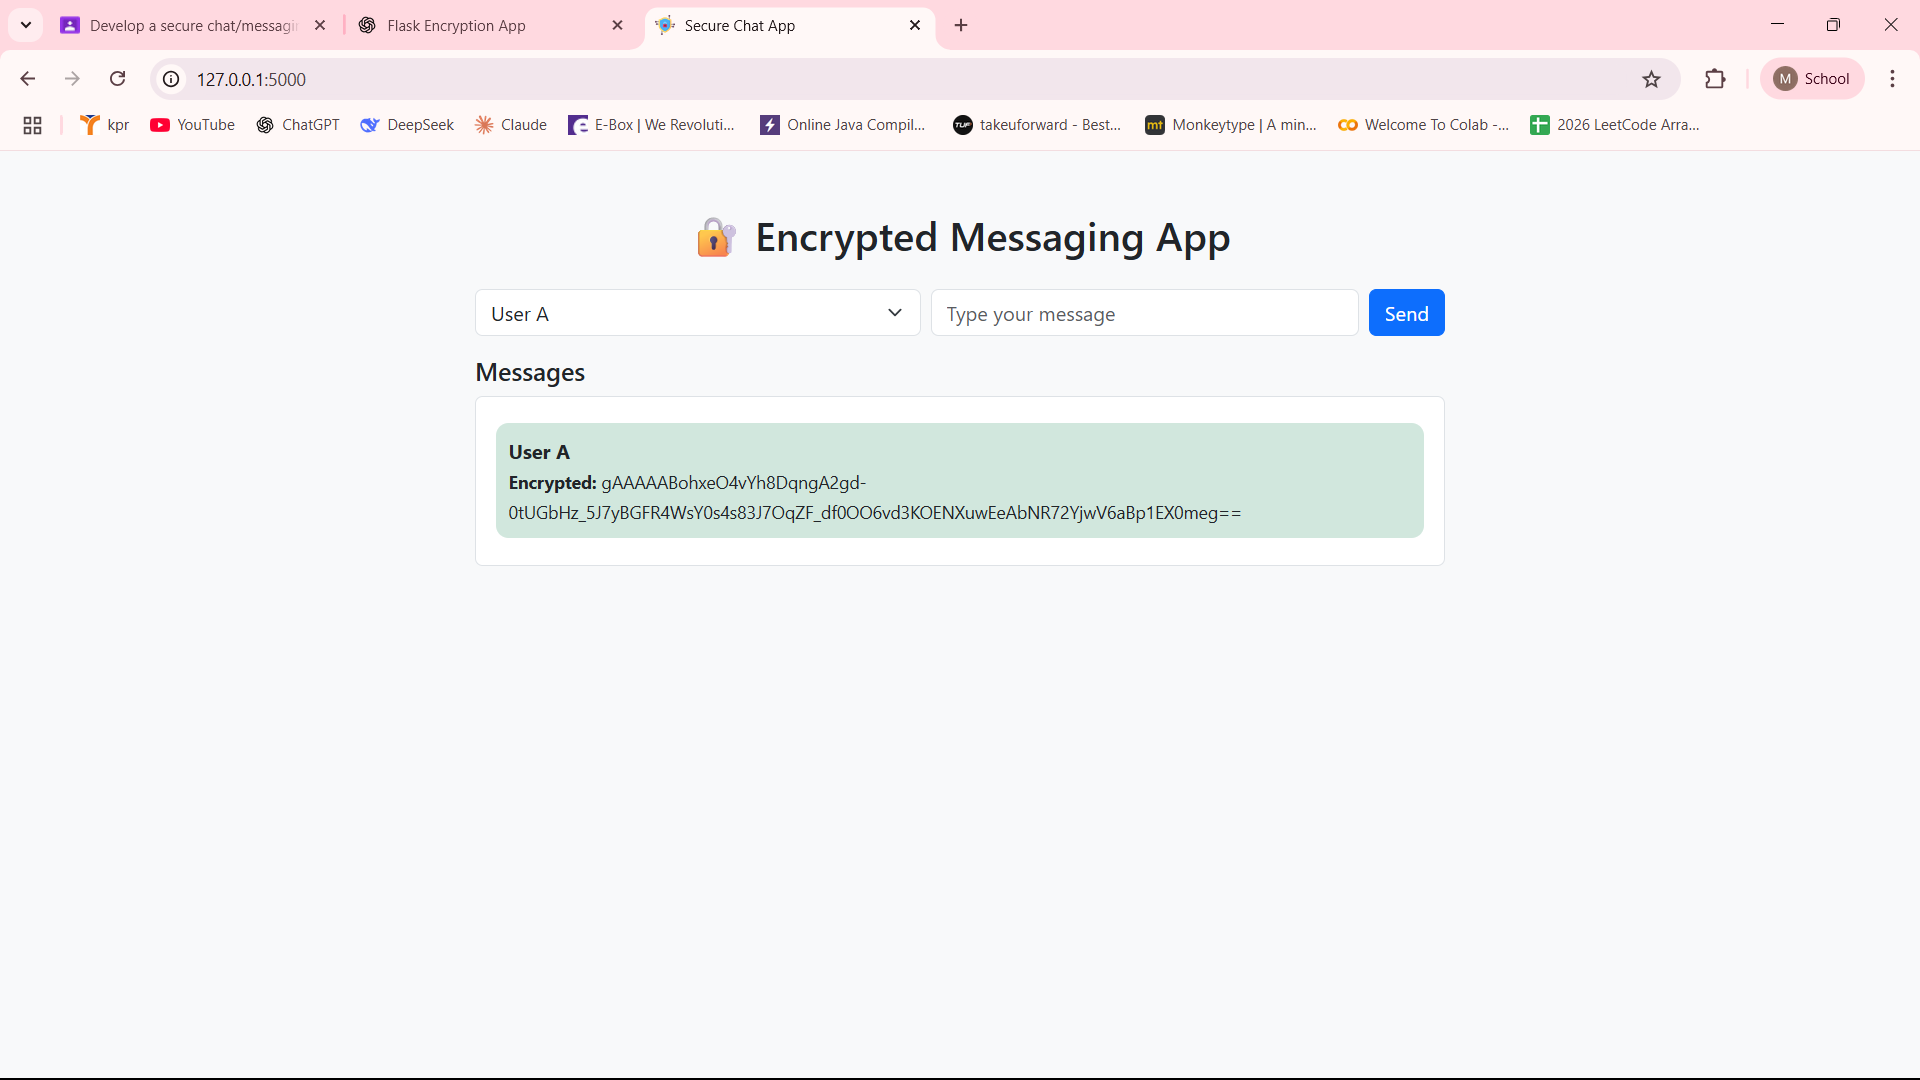 Develop a secure chat/messagi
Flask Encryption App
Secure Chat App
127.0.0.1:5000
M School
kpr
YouTube
ChatGPT
DeepSeek
Claude
E-Box | We Revoluti...
Online Java Compil...
TUF takeuforward - Best...
mt Monkeytype | A min...
Welcome To Colab -...
2026 LeetCode Arra...
Encrypted Messaging App
User A
Type your message
Send
Messages
User A
Encrypted: gAAAAABohxeO4vYh8DqngA2gd-
0tUGbHz_5J7yBGFR4WsY0s4s83J7OqZF_df0OO6vd3KOENXuwEeAbNR72YjwV6aBp1EX0meg==